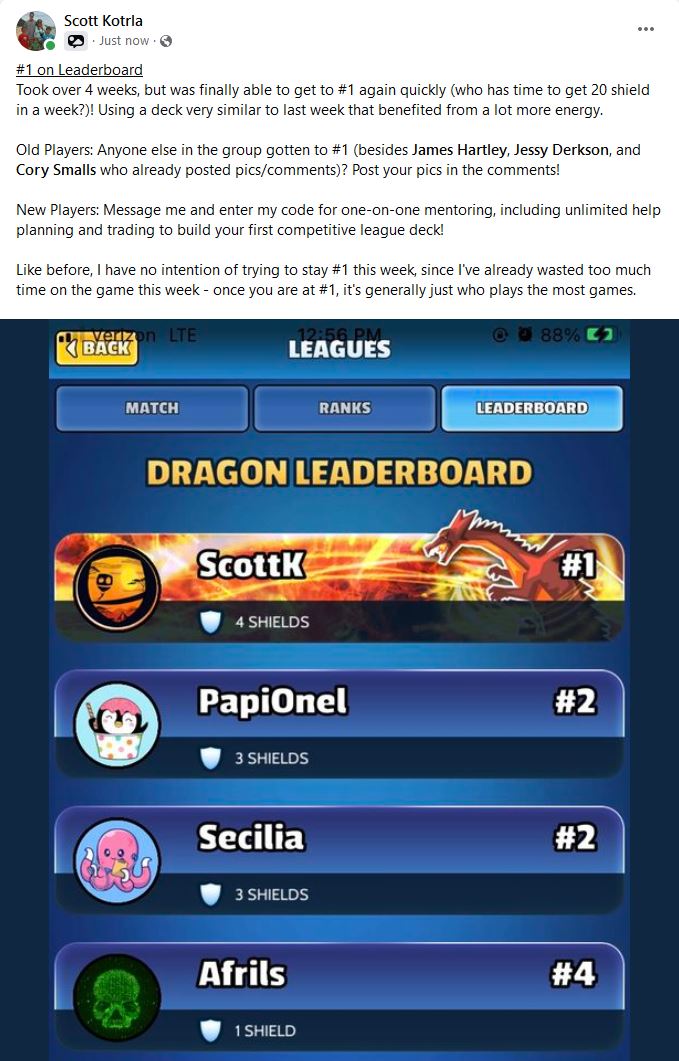 Scott Kotrla
· Just now ·
#1 on Leaderboard
Took over 4 weeks, but was finally able to get to #1 again quickly (who has time to get 20 shield
in a week?)! Using a deck very similar to last week that benefited from a lot more energy.
Old Players: Anyone else in the group gotten to #1 (besides James Hartley, Jessy Derkson, and
Cory Smalls who already posted pics/comments)? Post your pics in the comments!
New Players: Message me and enter my code for one-on-one mentoring, including unlimited help
planning and trading to build your first competitive league deck!
Like before, I have no intention of trying to stay #1 this week, since I've already wasted too much
time on the game this week - once you are at #1, it's generally just who plays the most games.
Verizon LTE 12:56 PM 88%
BACK LEAGUES
MATCH RANKS LEADERBOARD
DRAGON LEADERBOARD
ScottK #1
4 SHIELDS
PapiOnel #2
3 SHIELDS
Secilia #2
3 SHIELDS
Afrils #4
1 SHIELD